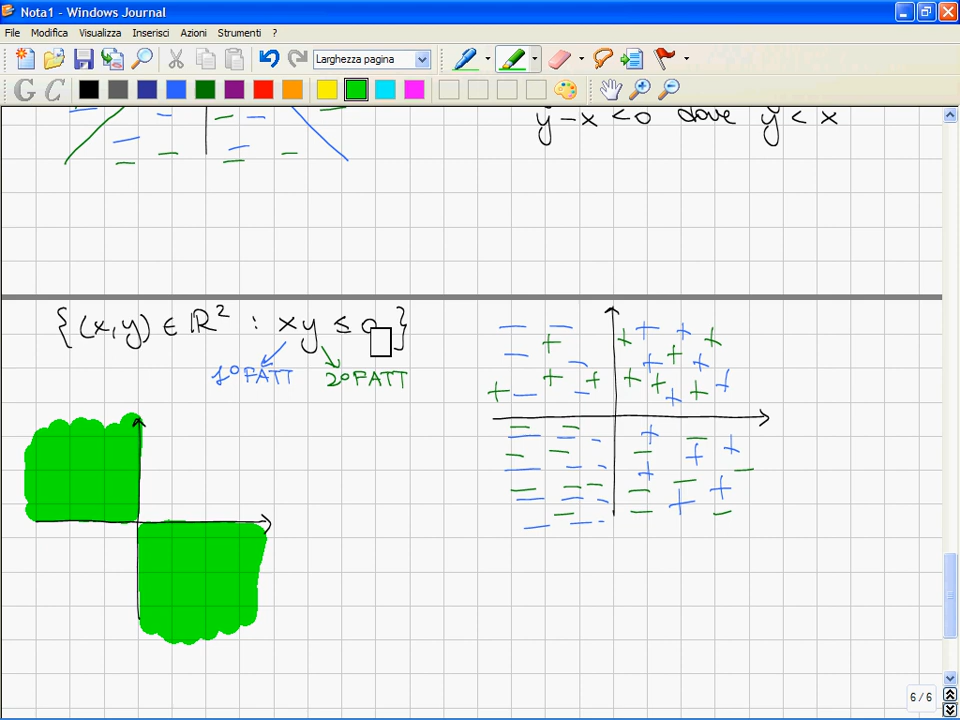 Nota1 - Windows Journal
File Modifica Visualizza Inserisci Azioni Strumenti ?
Larghezza pagina
G C
y-x <0 dove y < x
{(x,y) ∈ ℝ² : xy ≤ 0}
1° FATT 2° FATT
6 / 6